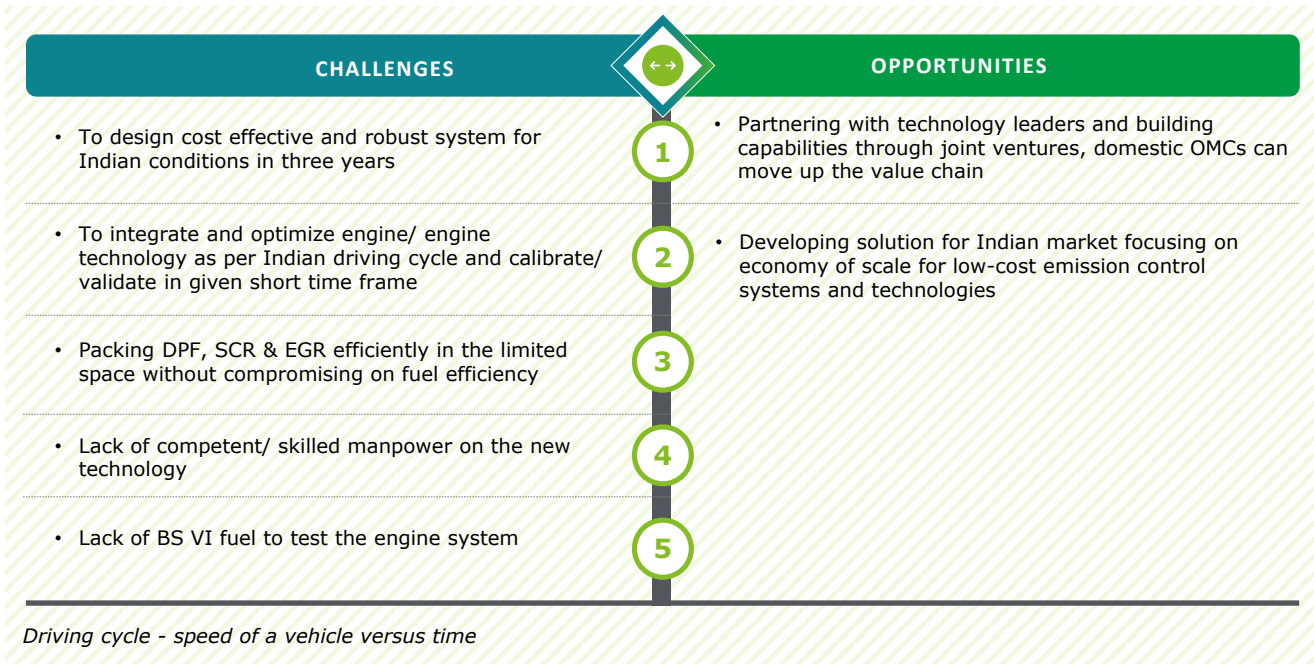 CHALLENGES
OPPORTUNITIES
• To design cost effective and robust system for
Indian conditions in three years
1
• Partnering with technology leaders and building
capabilities through joint ventures, domestic OMCs can
move up the value chain
• To integrate and optimize engine/ engine
technology as per Indian driving cycle and calibrate/
validate in given short time frame
2
• Developing solution for Indian market focusing on
economy of scale for low-cost emission control
systems and technologies
• Packing DPF, SCR & EGR efficiently in the limited
space without compromising on fuel efficiency
3
• Lack of competent/ skilled manpower on the new
technology
4
• Lack of BS VI fuel to test the engine system
5
Driving cycle - speed of a vehicle versus time